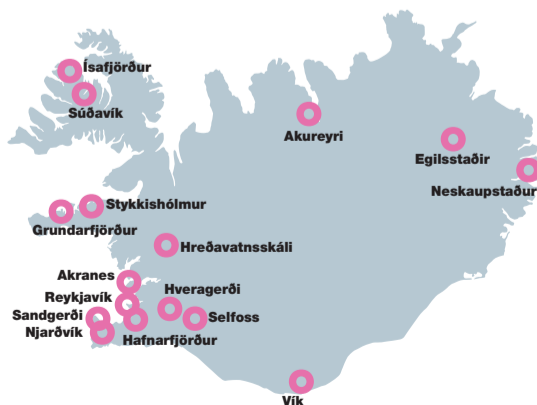 Ísafjörður
Súðavík
Akureyri
Egilsstaðir
Neskaupstaður
Stykkishólmur
Grundarfjörður
Hreðavatnsskáli
Akranes
Reykjavík
Hveragerði
Sandgerði
Selfoss
Njarðvík
Hafnarfjörður
Vík